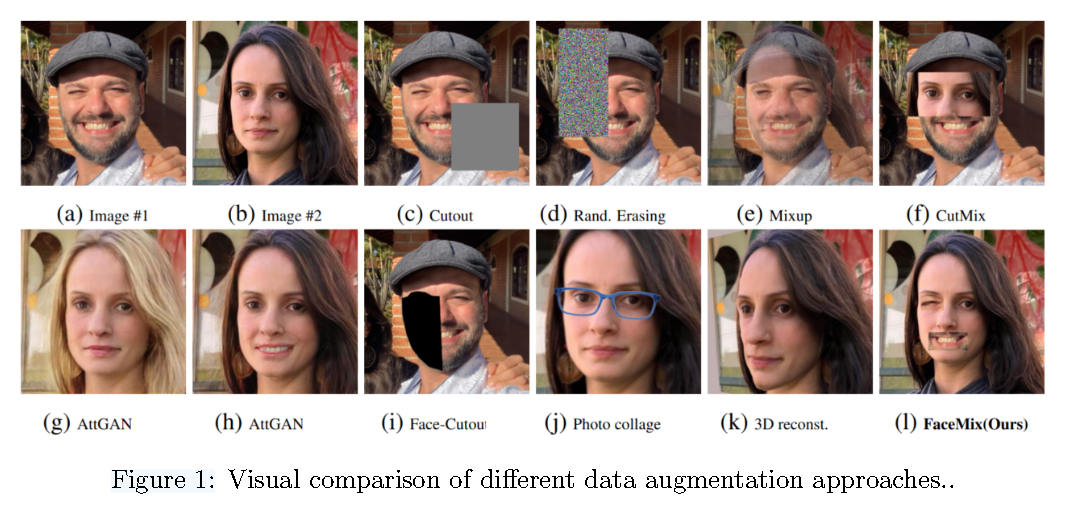 (a) Image #1 (b) Image #2 (c) Cutout (d) Rand. Erasing (e) Mixup (f) CutMix
(g) AttGAN (h) AttGAN (i) Face-Cutout (j) Photo collage (k) 3D reconst. (l) FaceMix(Ours)
Figure 1: Visual comparison of different data augmentation approaches..